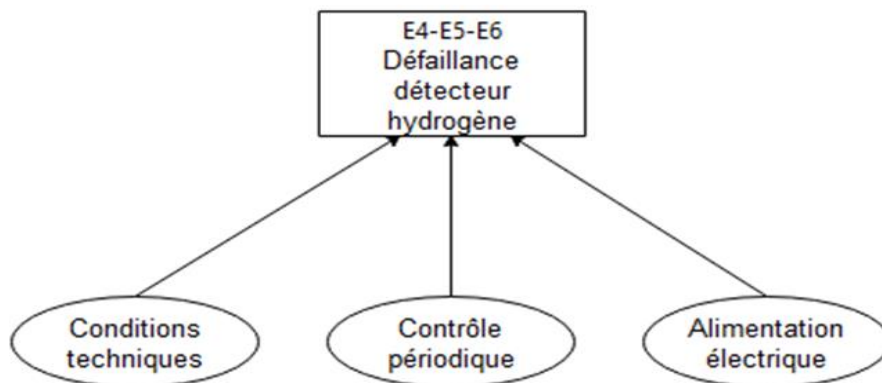 E4-E5-E6
Défaillance
détecteur
hydrogène
Conditions
techniques
Contrôle
périodique
Alimentation
électrique